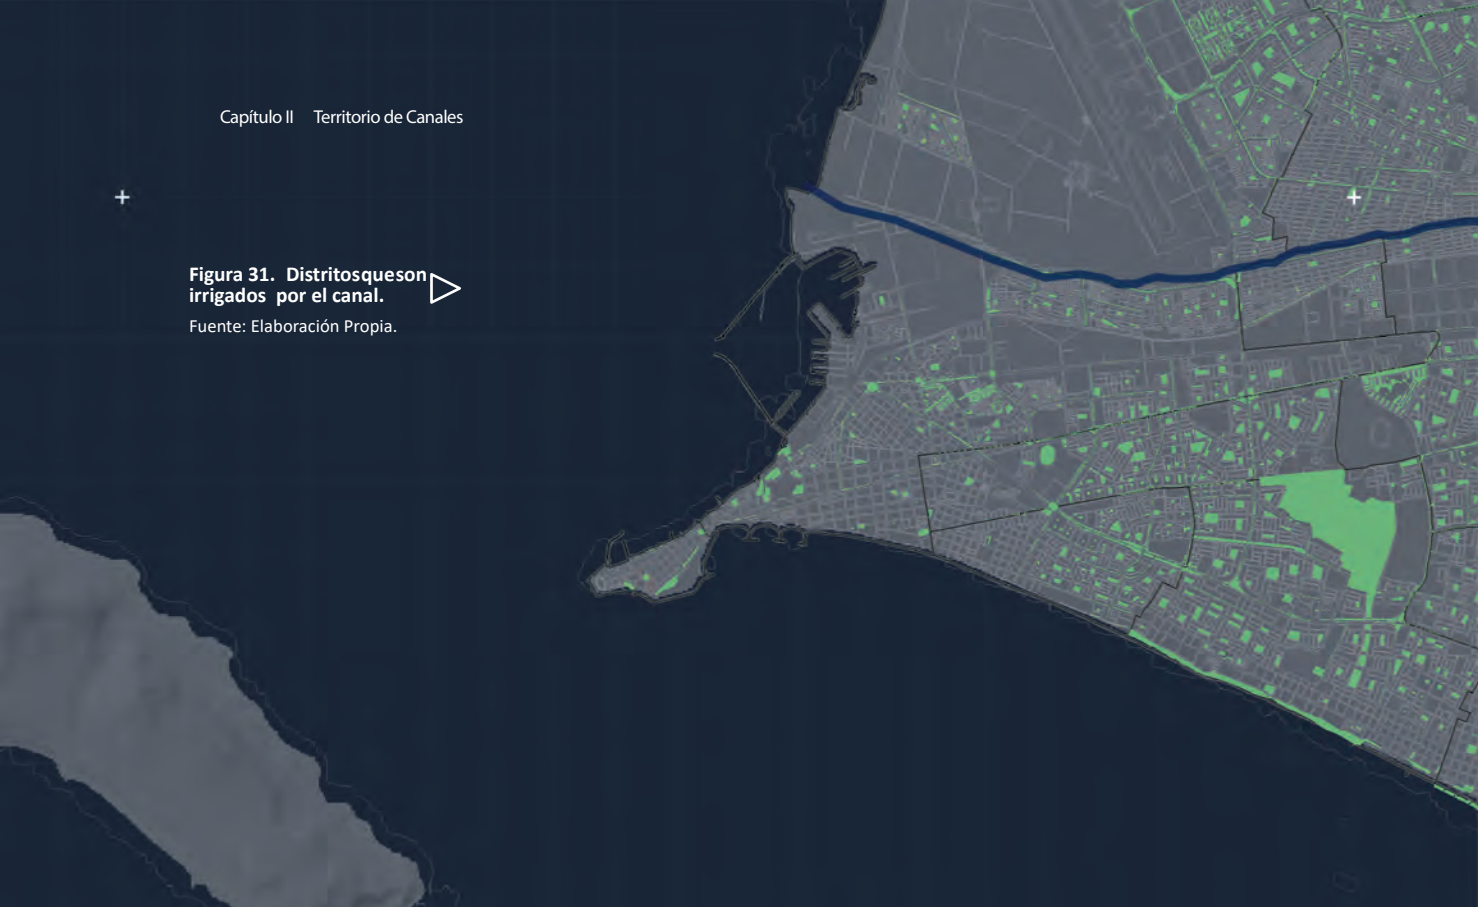 Capítulo II Territorio de Canales
Figura 31. Distritosqueson
irrigados por el canal.
Fuente: Elaboración Propia.